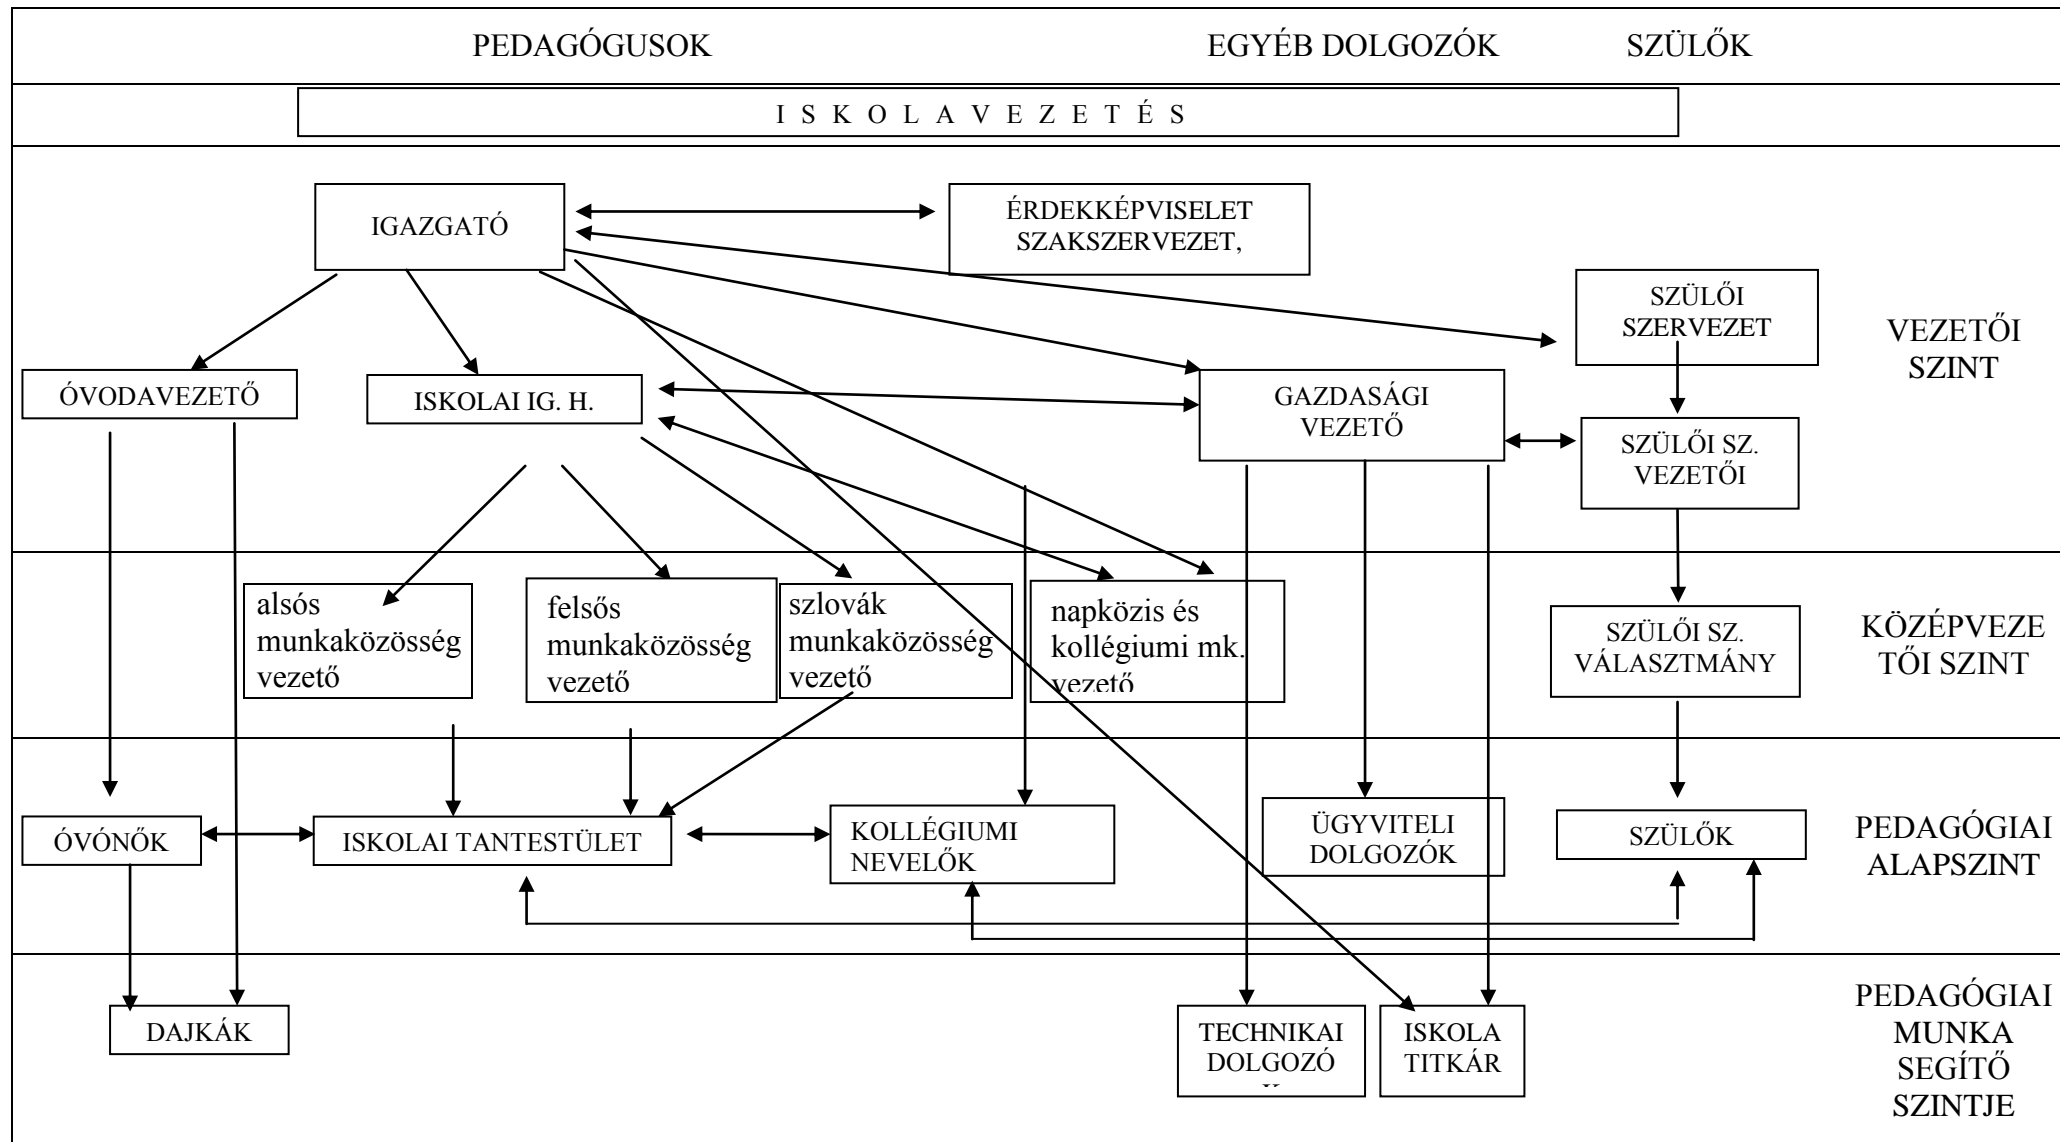 PEDAGÓGUSOK EGYÉB DOLGOZÓK SZÜLŐK
I S K O L A V E Z E T É S
IGAZGATÓ
ÉRDEKKÉPVISELET
SZAKSZERVEZET,
SZÜLŐI
SZERVEZET
VEZETŐI
SZINT
ÓVODAVEZETŐ
ISKOLAI IG. H.
GAZDASÁGI
VEZETŐ
SZÜLŐI SZ.
VEZETŐI
alsós
munkaközösség
vezető
felsős
munkaközösség
vezető
szlovák
munkaközösség
vezető
napközis és
kollégiumi mk.
vezető
SZÜLŐI SZ.
VÁLASZTMÁNY
KÖZÉPVEZE
TŐI SZINT
ÓVÓNŐK
ISKOLAI TANTESTÜLET
KOLLÉGIUMI
NEVELŐK
ÜGYVITELI
DOLGOZÓK
SZÜLŐK
PEDAGÓGIAI
ALAPSZINT
DAJKÁK
TECHNIKAI
DOLGOZÓ
K
ISKOLA
TITKÁR
PEDAGÓGIAI
MUNKA
SEGÍTŐ
SZINTJE